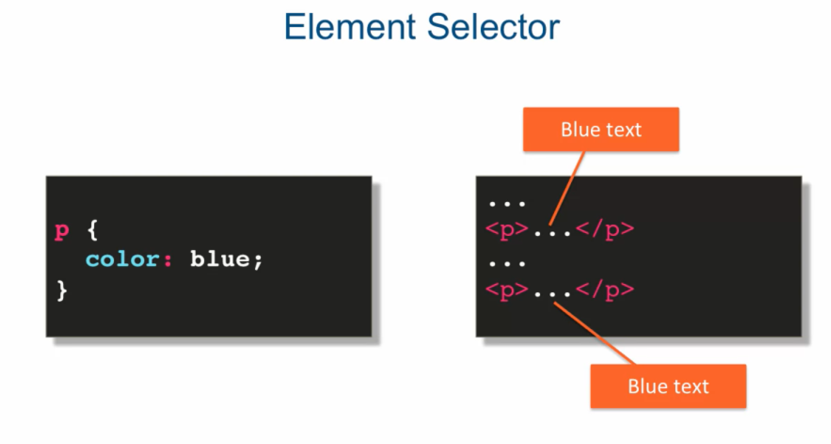 Element Selector
p {
  color: blue;
}
Blue text
...
<p>...</p>
...
<p>...</p>
Blue text